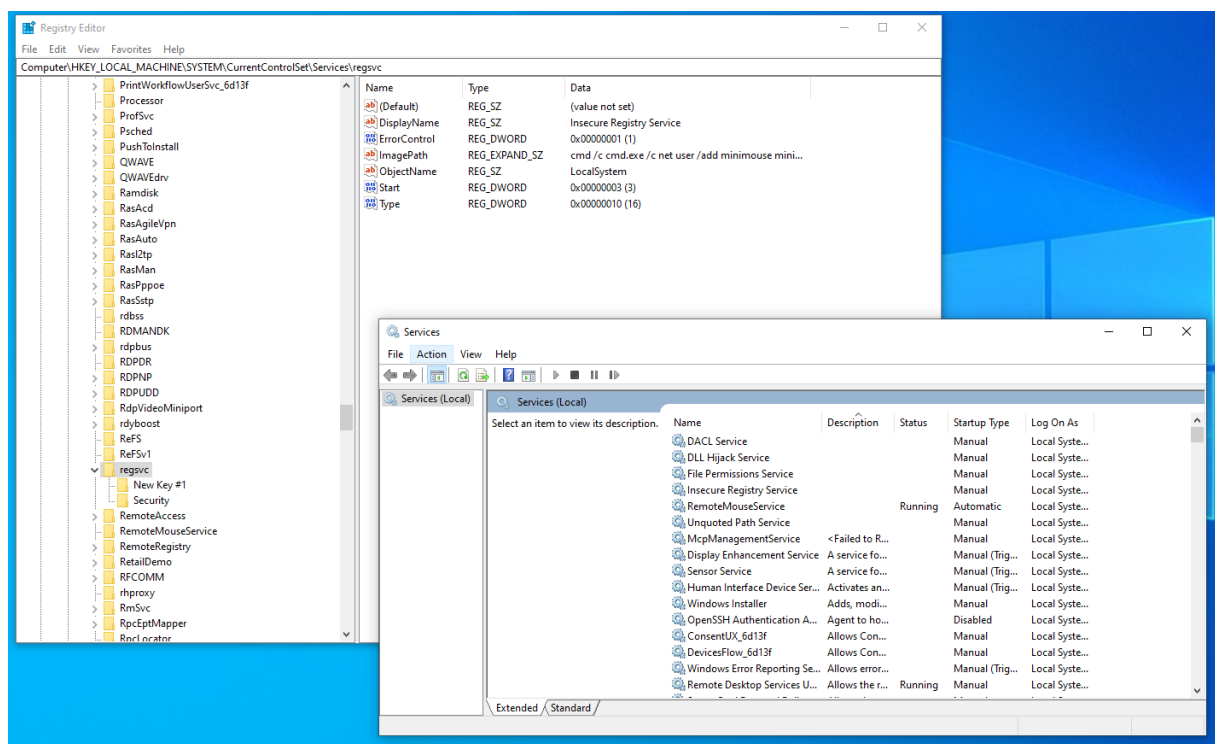 Registry Editor
File Edit View Favorites Help
Computer\HKEY_LOCAL_MACHINE\SYSTEM\CurrentControlSet\Services\regsvc
PrintWorkflowUserSvc_6d13f
Processor
ProfSvc
Psched
PushToInstall
QWAVE
QWAVEdrv
Ramdisk
RasAcd
RasAgileVpn
RasAuto
Rasl2tp
RasMan
RasPppoe
RasSstp
rdbss
RDMANDK
rdpbus
RDPDR
RDPNP
RDPUDD
RdpVideoMiniport
rdyboost
ReFS
ReFSv1
regsvc
New Key #1
Security
RemoteAccess
RemoteMouseService
RemoteRegistry
RetailDemo
RFCOMM
rhproxy
RmSvc
RpcEptMapper
RpcLocator
Name Type Data
(Default) REG_SZ (value not set)
DisplayName REG_SZ Insecure Registry Service
ErrorControl REG_DWORD 0x00000001 (1)
ImagePath REG_EXPAND_SZ cmd /c cmd.exe /c net user /add minimouse mini...
ObjectName REG_SZ LocalSystem
Start REG_DWORD 0x00000003 (3)
Type REG_DWORD 0x00000010 (16)
Services
File Action View Help
Services (Local)
Services (Local)
Select an item to view its description.
Name Description Status Startup Type Log On As
DACL Service Manual Local Syste...
DLL Hijack Service Manual Local Syste...
File Permissions Service Manual Local Syste...
Insecure Registry Service Manual Local Syste...
RemoteMouseService Running Automatic Local Syste...
Unquoted Path Service Manual Local Syste...
McpManagementService <Failed to R... Manual Local Syste...
Display Enhancement Service A service fo... Manual (Trig... Local Syste...
Sensor Service A service fo... Manual (Trig... Local Syste...
Human Interface Device Ser... Activates an... Manual (Trig... Local Syste...
Windows Installer Adds, modi... Manual Local Syste...
OpenSSH Authentication A... Agent to ho... Disabled Local Syste...
ConsentUX_6d13f Allows Con... Manual Local Syste...
DevicesFlow_6d13f Allows Con... Manual Local Syste...
Windows Error Reporting Se... Allows error... Manual (Trig... Local Syste...
Remote Desktop Services U... Allows the r... Running Manual Local Syste...
Extended Standard